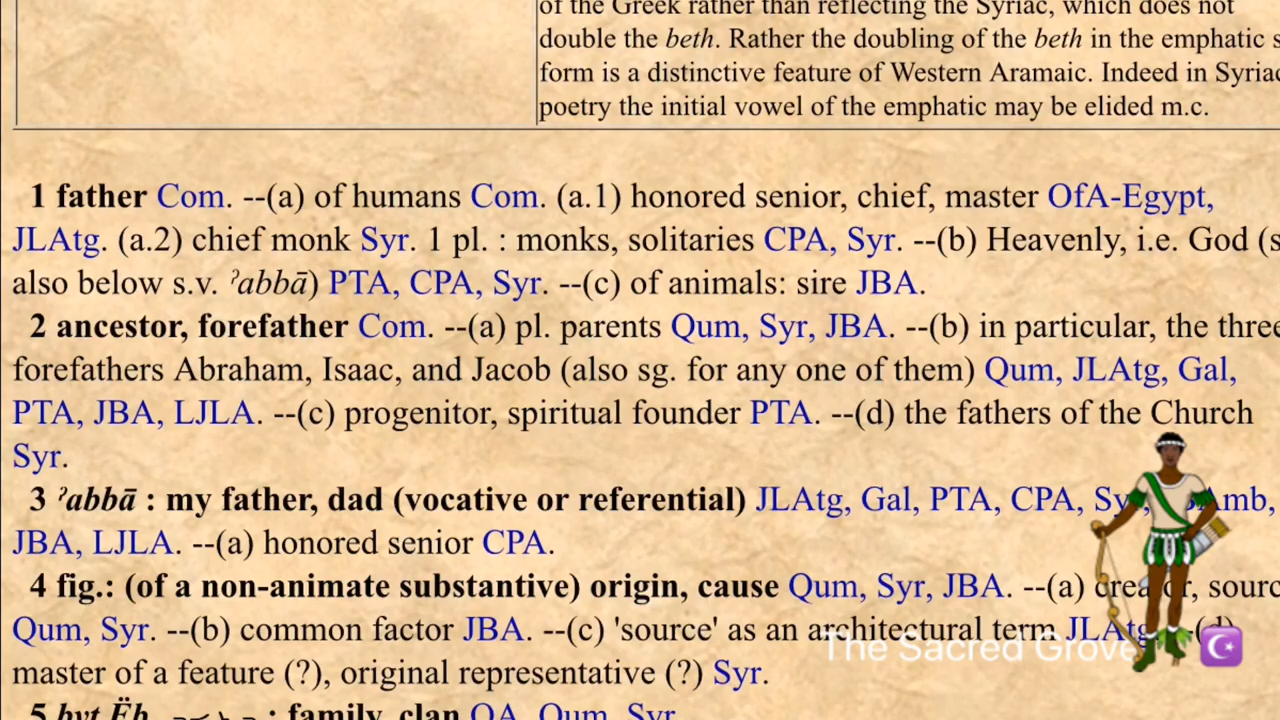 of the Greek rather than reflecting the Syriac, which does not
double the beth. Rather the doubling of the beth in the emphatic s
form is a distinctive feature of Western Aramaic. Indeed in Syriac
poetry the initial vowel of the emphatic may be elided m.c.
1 father Com. --(a) of humans Com. (a.1) honored senior, chief, master OfA-Egypt,
JLAtg. (a.2) chief monk Syr. 1 pl. : monks, solitaries CPA, Syr. --(b) Heavenly, i.e. God (s
also below s.v. ʾabbā) PTA, CPA, Syr. --(c) of animals: sire JBA.
2 ancestor, forefather Com. --(a) pl. parents Qum, Syr, JBA. --(b) in particular, the three
forefathers Abraham, Isaac, and Jacob (also sg. for any one of them) Qum, JLAtg, Gal,
PTA, JBA, LJLA. --(c) progenitor, spiritual founder PTA. --(d) the fathers of the Church
Syr.
3 ʾabbā : my father, dad (vocative or referential) JLAtg, Gal, PTA, CPA,
JBA, LJLA. --(a) honored senior CPA.
4 fig.: (of a non-animate substantive) origin, cause Qum, Syr, JBA. --(a)
Qum, Syr. --(b) common factor JBA. --(c) 'source' as an architectural term JLAtg
The Sacred Grove
master of a feature (?), original representative (?) Syr.
5 : family, clan OA, Qum, Syr